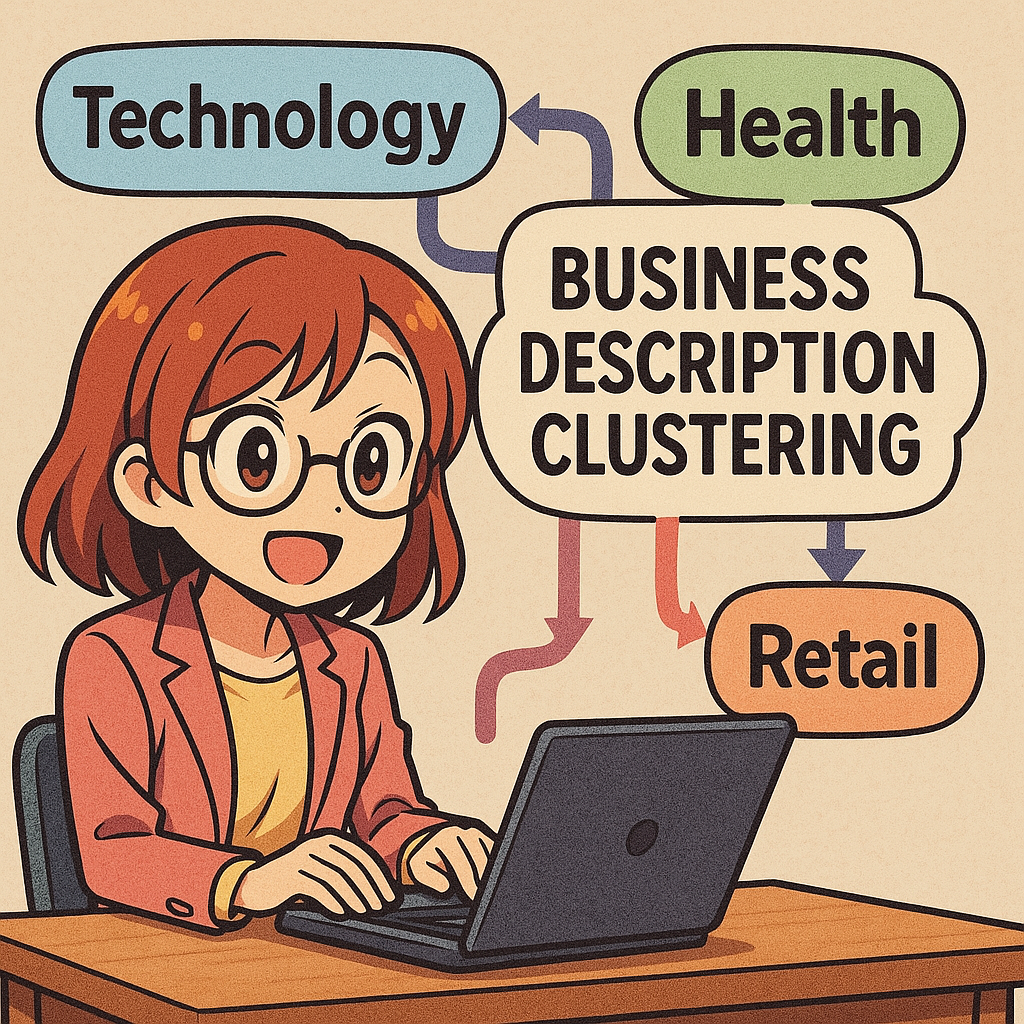 Technology
Health
BUSINESS
DESCRIPTION
CLUSTERING
Retail